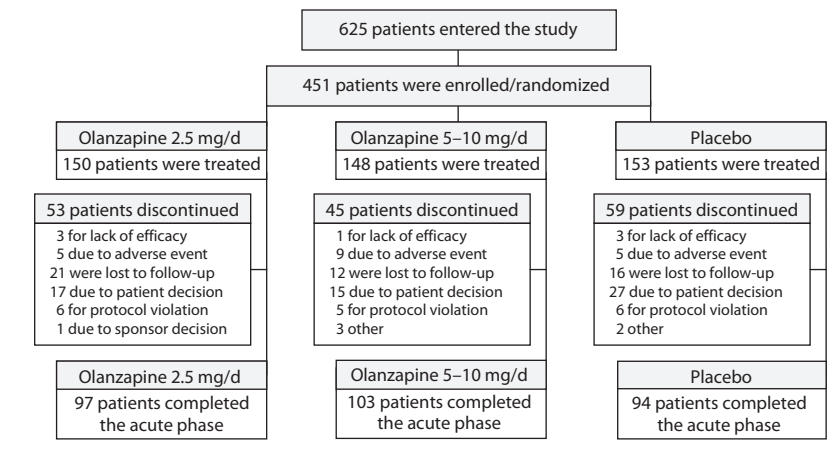 625 patients entered the study
451 patients were enrolled/randomized
Olanzapine 2.5 mg/d
150 patients were treated
Olanzapine 5–10 mg/d
148 patients were treated
Placebo
153 patients were treated
53 patients discontinued
3 for lack of efficacy
5 due to adverse event
21 were lost to follow-up
17 due to patient decision
6 for protocol violation
1 due to sponsor decision
45 patients discontinued
1 for lack of efficacy
9 due to adverse event
12 were lost to follow-up
15 due to patient decision
5 for protocol violation
3 other
59 patients discontinued
3 for lack of efficacy
5 due to adverse event
16 were lost to follow-up
27 due to patient decision
6 for protocol violation
2 other
Olanzapine 2.5 mg/d
97 patients completed
the acute phase
Olanzapine 5–10 mg/d
103 patients completed
the acute phase
Placebo
94 patients completed
the acute phase